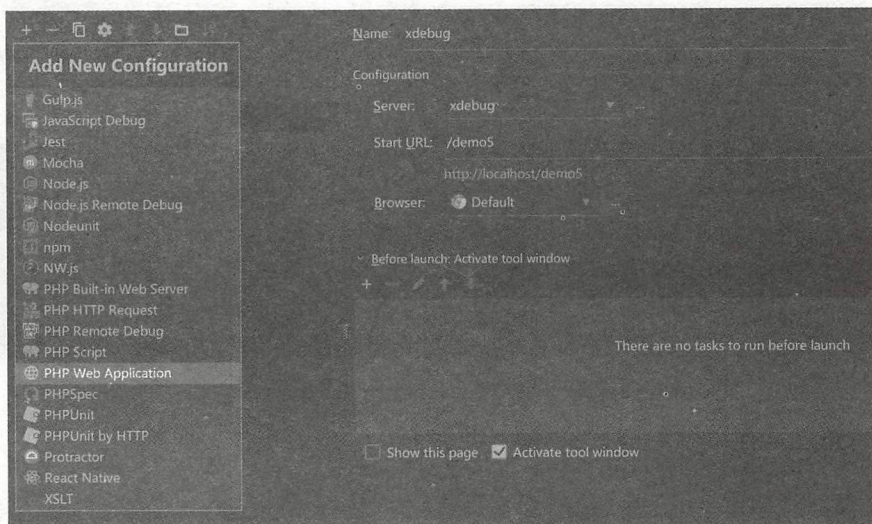 Add New Configuration
Gulp.js
JavaScript Debug
Jest
Mocha
Node.js
Node.js Remote Debug
Nodeunit
npm
NW.js
PHP Built-in Web Server
PHP HTTP Request
PHP Remote Debug
PHP Script
PHP Web Application
PHPSpec
PHPUnit
PHPUnit by HTTP
Protractor
React Native
XSLT
Name: xdebug
Configuration
Server: xdebug ...
Start URL: /demo5
http://localhost/demo5
Browser: Default ...
Before launch: Activate tool window
There are no tasks to run before launch
Show this page Activate tool window